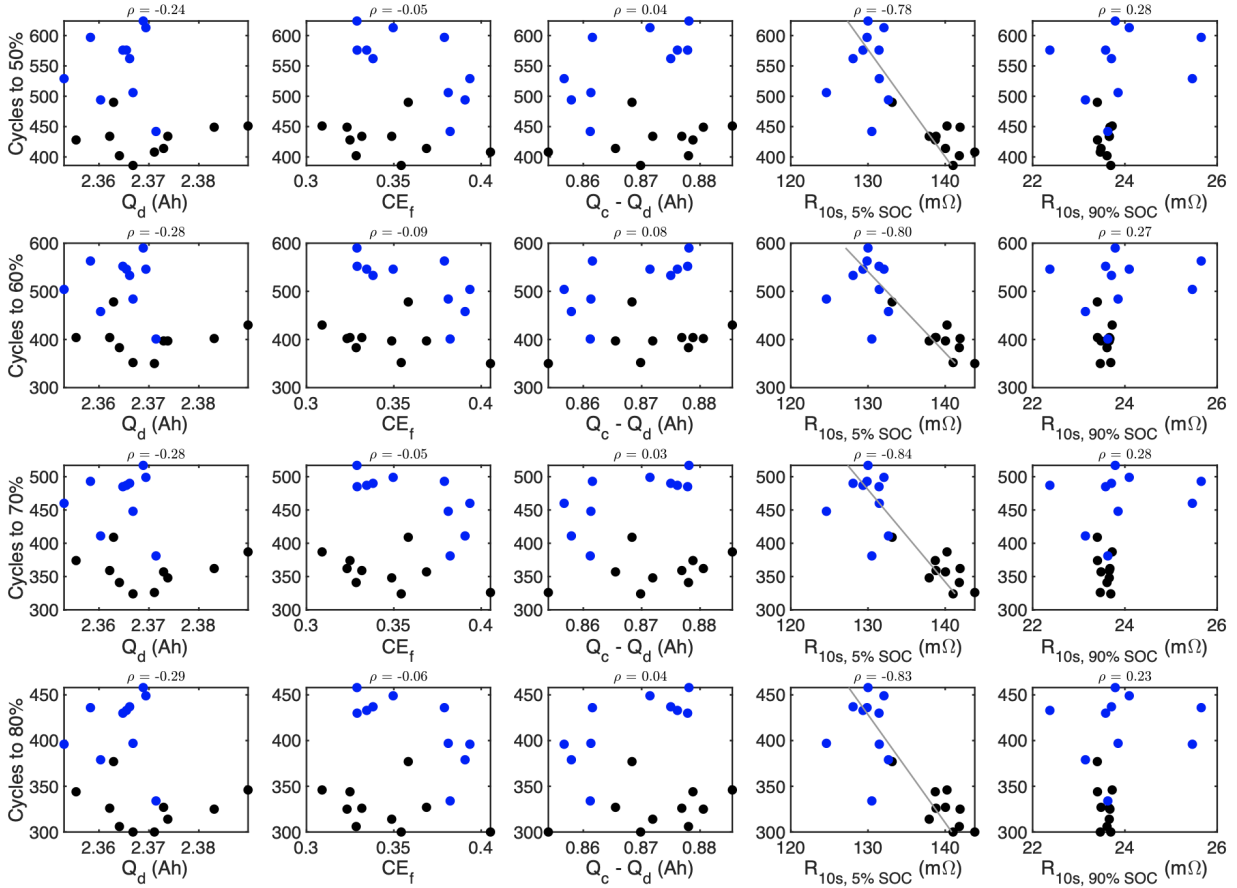 ρ = -0.24 ρ = -0.05 ρ = 0.04 ρ = -0.78 ρ = 0.28
Cycles to 50%
600
550
500
450
400
2.36 2.37 2.38 0.3 0.35 0.4 0.86 0.87 0.88 120 130 140 22 24 26
Q_d (Ah) CE_f Q_c - Q_d (Ah) R_10s, 5% SOC (mΩ) R_10s, 90% SOC (mΩ)
ρ = -0.28 ρ = -0.09 ρ = 0.08 ρ = -0.80 ρ = 0.27
Cycles to 60%
600
500
400
300
2.36 2.37 2.38 0.3 0.35 0.4 0.86 0.87 0.88 120 130 140 22 24 26
Q_d (Ah) CE_f Q_c - Q_d (Ah) R_10s, 5% SOC (mΩ) R_10s, 90% SOC (mΩ)
ρ = -0.28 ρ = -0.05 ρ = 0.03 ρ = -0.84 ρ = 0.28
Cycles to 70%
500
450
400
350
300
2.36 2.37 2.38 0.3 0.35 0.4 0.86 0.87 0.88 120 130 140 22 24 26
Q_d (Ah) CE_f Q_c - Q_d (Ah) R_10s, 5% SOC (mΩ) R_10s, 90% SOC (mΩ)
ρ = -0.29 ρ = -0.06 ρ = 0.04 ρ = -0.83 ρ = 0.23
Cycles to 80%
450
400
350
300
2.36 2.37 2.38 0.3 0.35 0.4 0.86 0.87 0.88 120 130 140 22 24 26
Q_d (Ah) CE_f Q_c - Q_d (Ah) R_10s, 5% SOC (mΩ) R_10s, 90% SOC (mΩ)